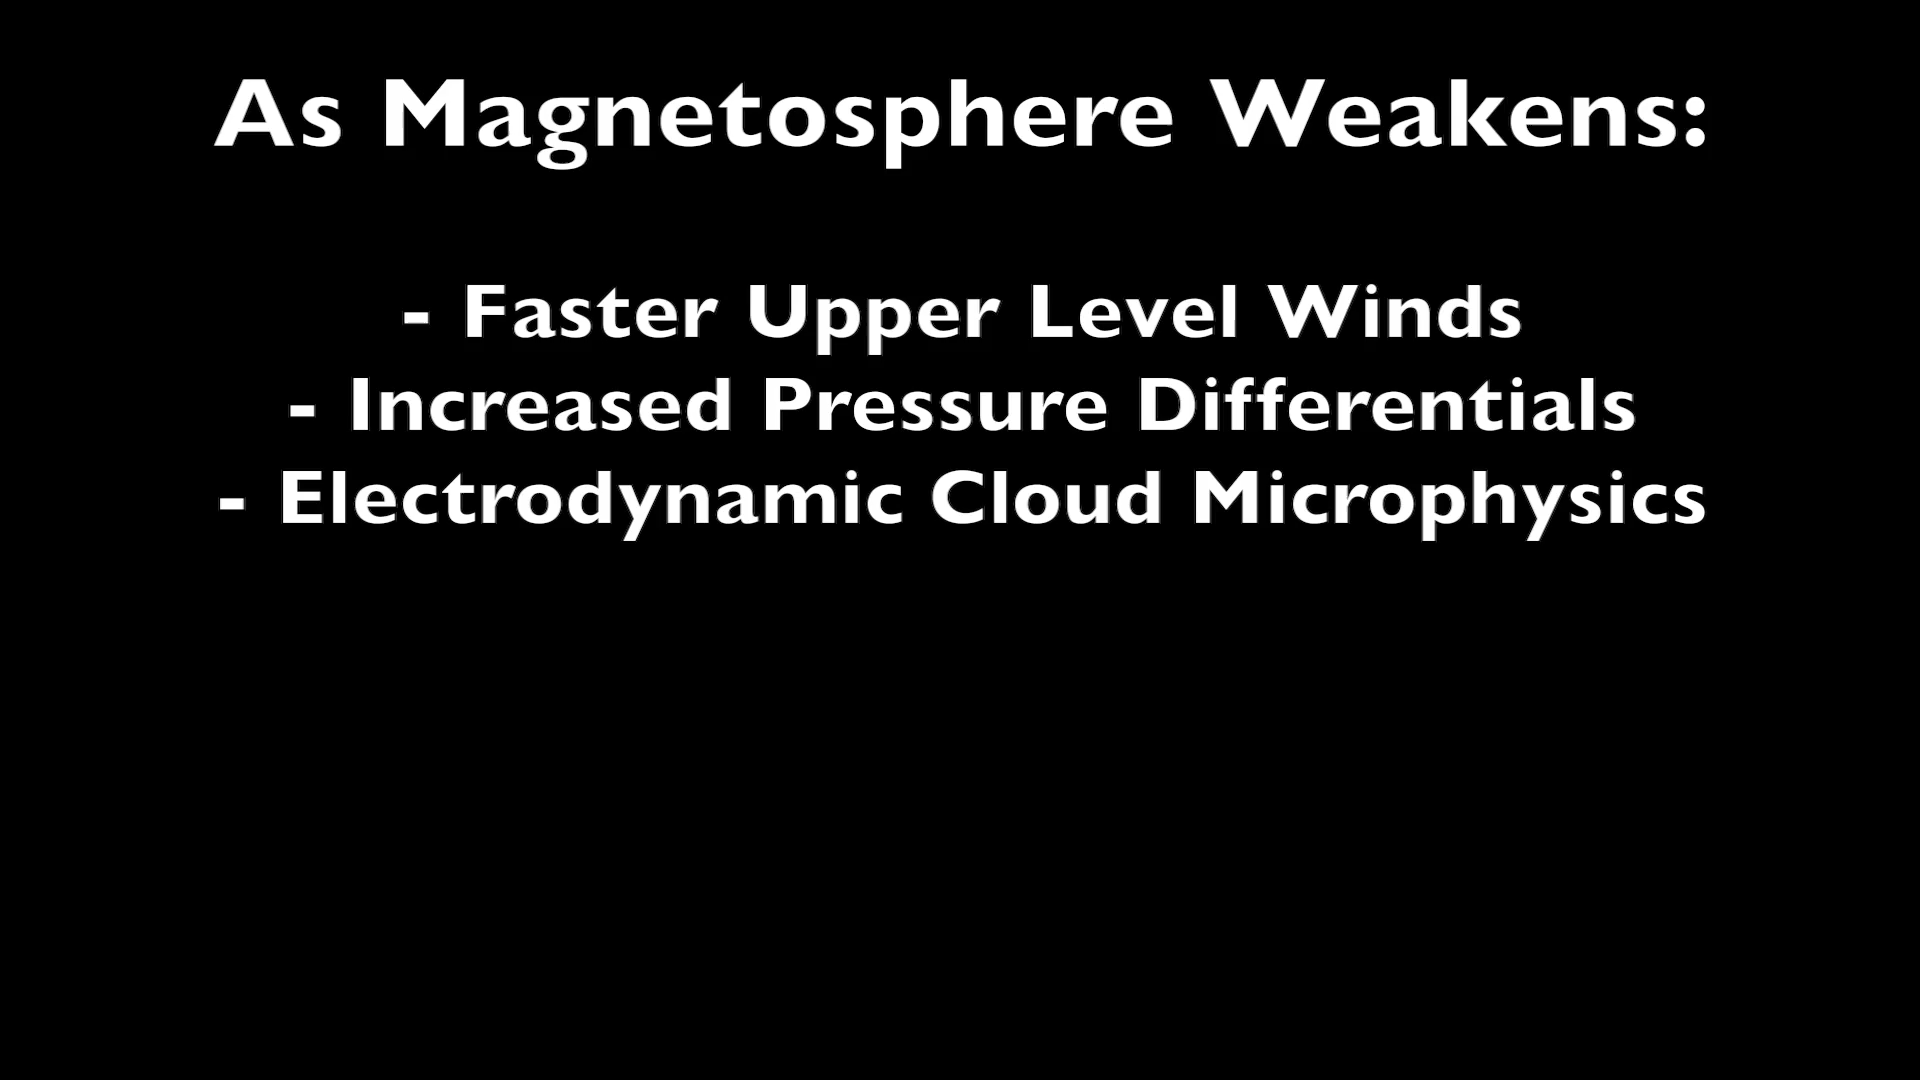 As Magnetosphere Weakens:
- Faster Upper Level Winds
- Increased Pressure Differentials
- Electrodynamic Cloud Microphysics